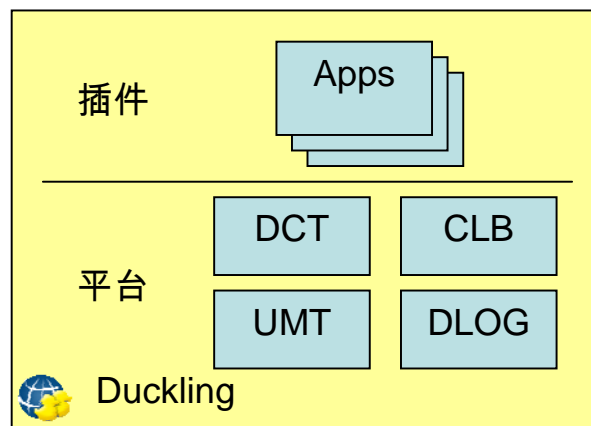 插件
Apps
DCT
CLB
平台
UMT
DLOG
Duckling